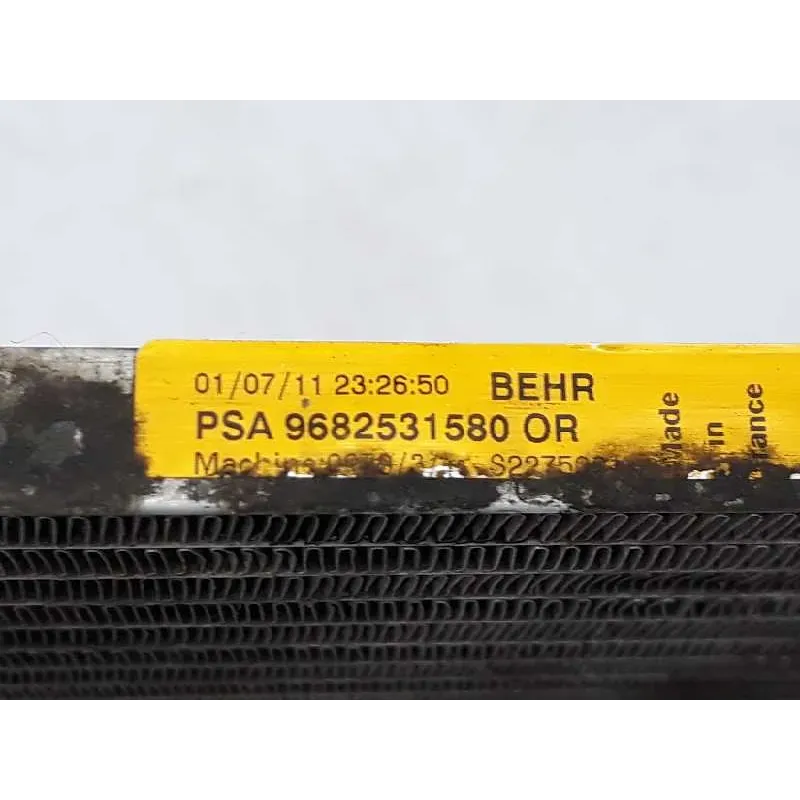 01/07/11 23:26:50 BEHR
PSA 9682531580 OR
Made
in